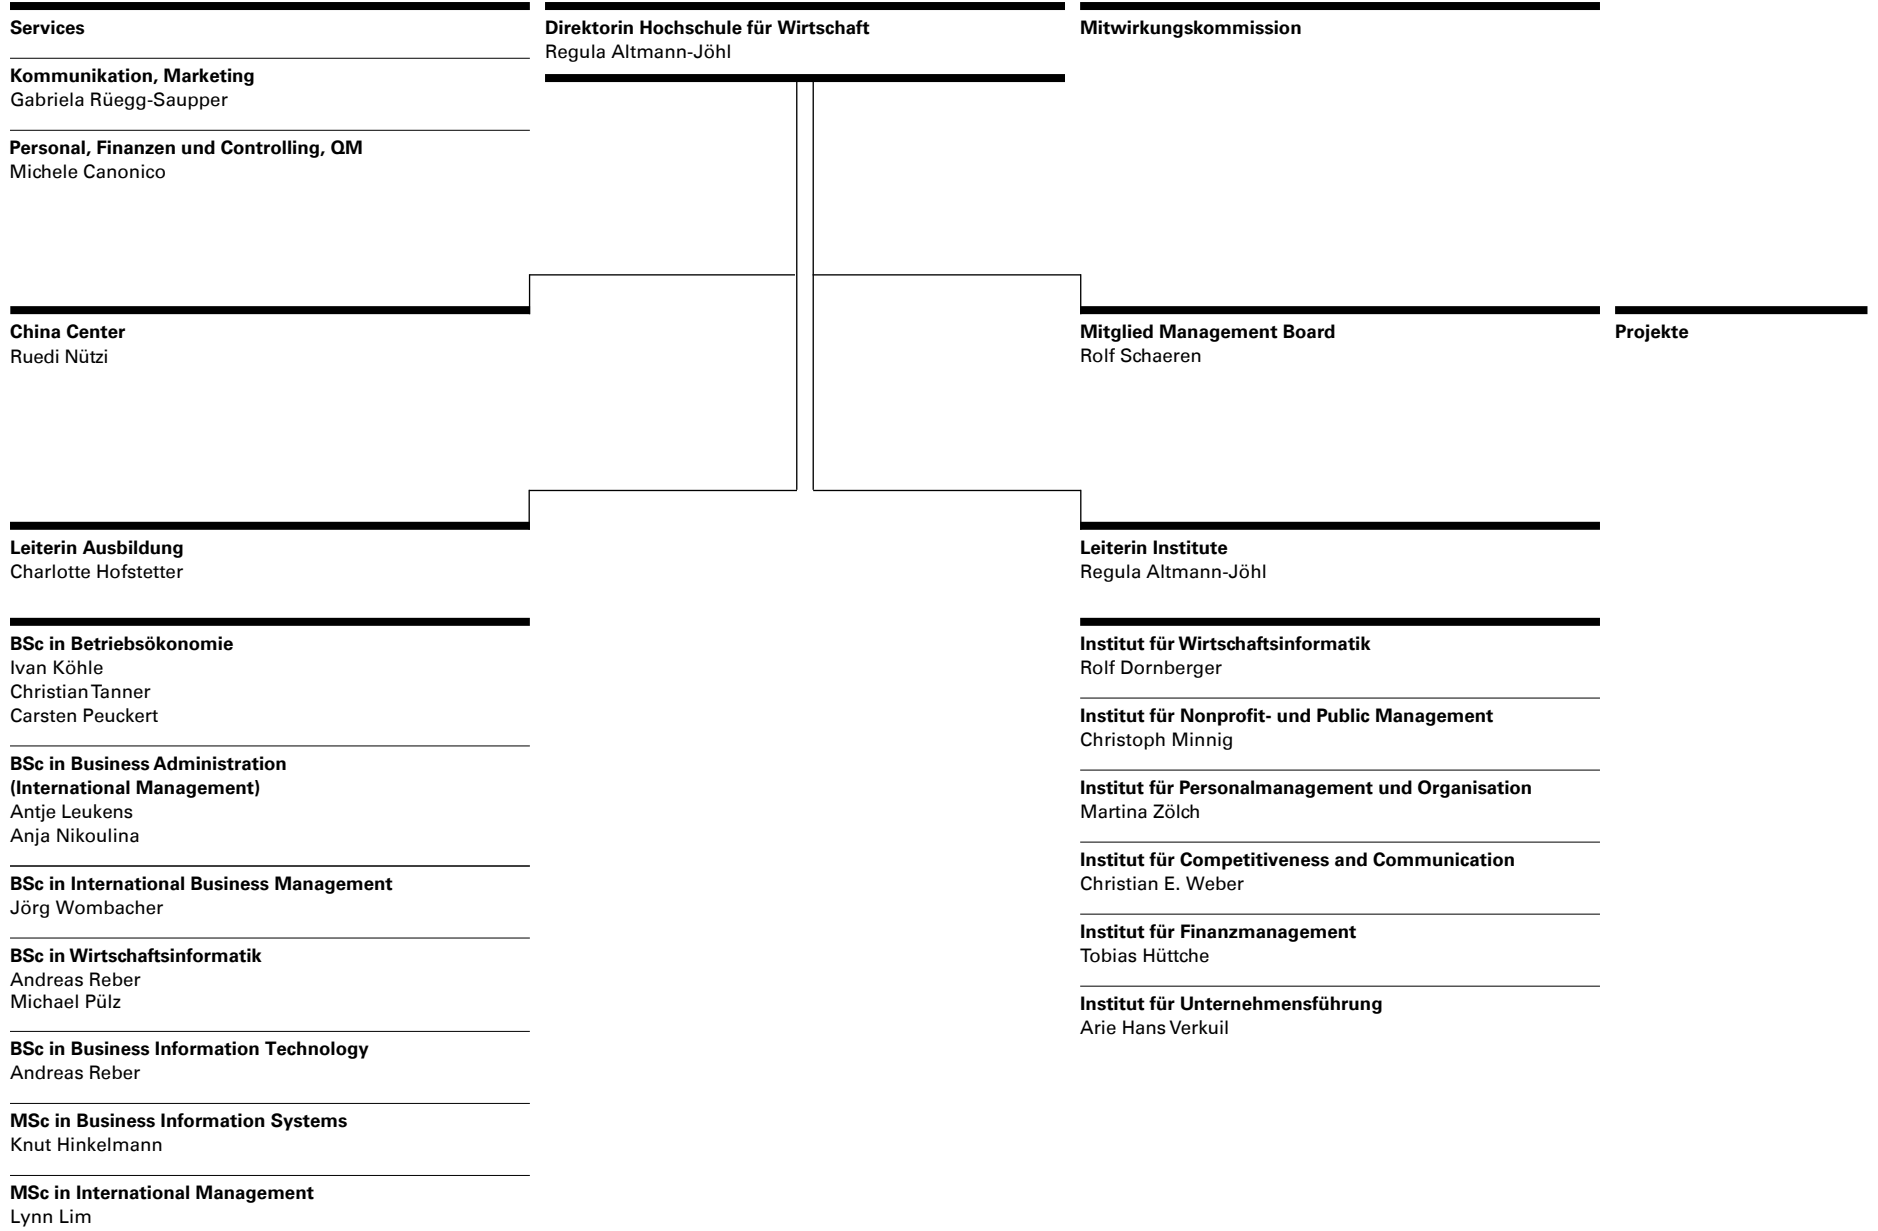 Services
Kommunikation, Marketing
Gabriela Rüegg-Saupper
Personal, Finanzen und Controlling, QM
Michele Canonico
Direktorin Hochschule für Wirtschaft
Regula Altmann-Jöhl
Mitwirkungskommission
China Center
Ruedi Nützi
Mitglied Management Board
Rolf Schaeren
Projekte
Leiterin Ausbildung
Charlotte Hofstetter
BSc in Betriebsökonomie
Ivan Köhle
Christian Tanner
Carsten Peuckert
BSc in Business Administration
(International Management)
Antje Leukens
Anja Nikoulina
BSc in International Business Management
Jörg Wombacher
BSc in Wirtschaftsinformatik
Andreas Reber
Michael Pülz
BSc in Business Information Technology
Andreas Reber
MSc in Business Information Systems
Knut Hinkelmann
MSc in International Management
Lynn Lim
Leiterin Institute
Regula Altmann-Jöhl
Institut für Wirtschaftsinformatik
Rolf Dornberger
Institut für Nonprofit- und Public Management
Christoph Minnig
Institut für Personalmanagement und Organisation
Martina Zölch
Institut für Competitiveness and Communication
Christian E. Weber
Institut für Finanzmanagement
Tobias Hüttche
Institut für Unternehmensführung
Arie Hans Verkuil